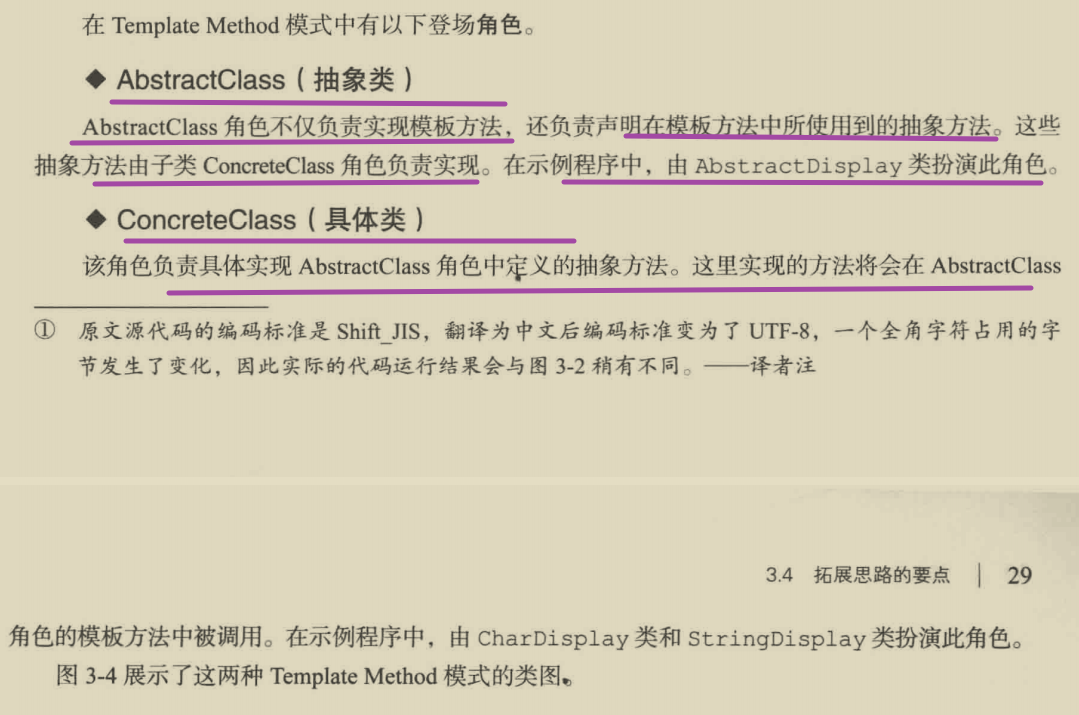 在 Template Method 模式中有以下登场角色。
◆ AbstractClass（抽象类）
AbstractClass 角色不仅负责实现模板方法，还负责声明在模板方法中所使用到的抽象方法。这些
抽象方法由子类 ConcreteClass 角色负责实现。在示例程序中，由 AbstractDisplay 类扮演此角色。
◆ ConcreteClass（具体类）
该角色负责具体实现 AbstractClass 角色中定义的抽象方法。这里实现的方法将会在 AbstractClass
① 原文源代码的编码标准是 Shift_JIS，翻译为中文后编码标准变为了 UTF-8，一个全角字符占用的字
节发生了变化，因此实际的代码运行结果会与图 3-2 稍有不同。——译者注
3.4 拓展思路的要点 | 29
角色的模板方法中被调用。在示例程序中，由 CharDisplay 类和 StringDisplay 类扮演此角色。
图 3-4 展示了这两种 Template Method 模式的类图。